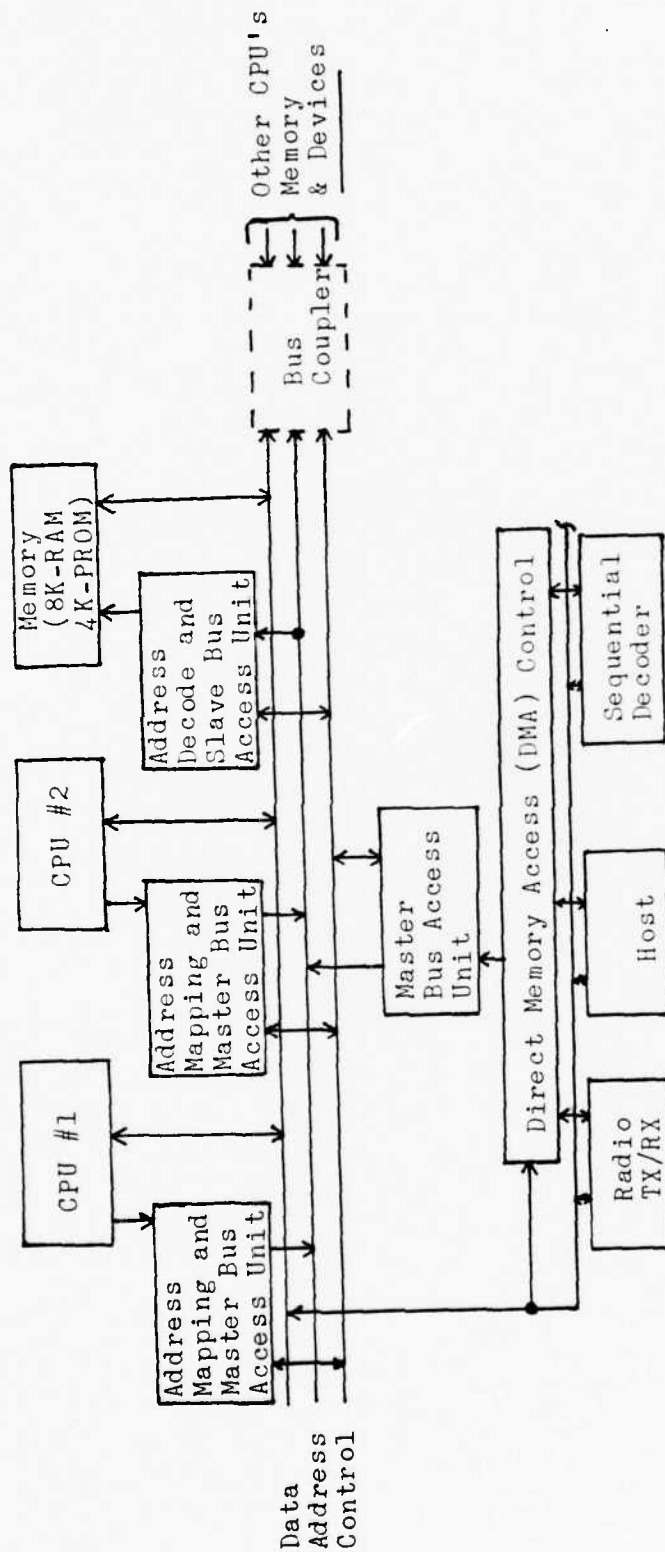 CPU #1
CPU #2
Memory
(8K-RAM
4K-PROM)
Address
Mapping and
Master Bus
Access Unit
Address
Mapping and
Master Bus
Access Unit
Address
Decode and
Slave Bus
Access Unit
Data
Address
Control
Bus
Coupler
Other CPU's
Memory
& Devices
Master
Bus Access
Unit
Direct Memory Access (DMA) Control
Radio
TX/RX
Host
Sequential
Decoder